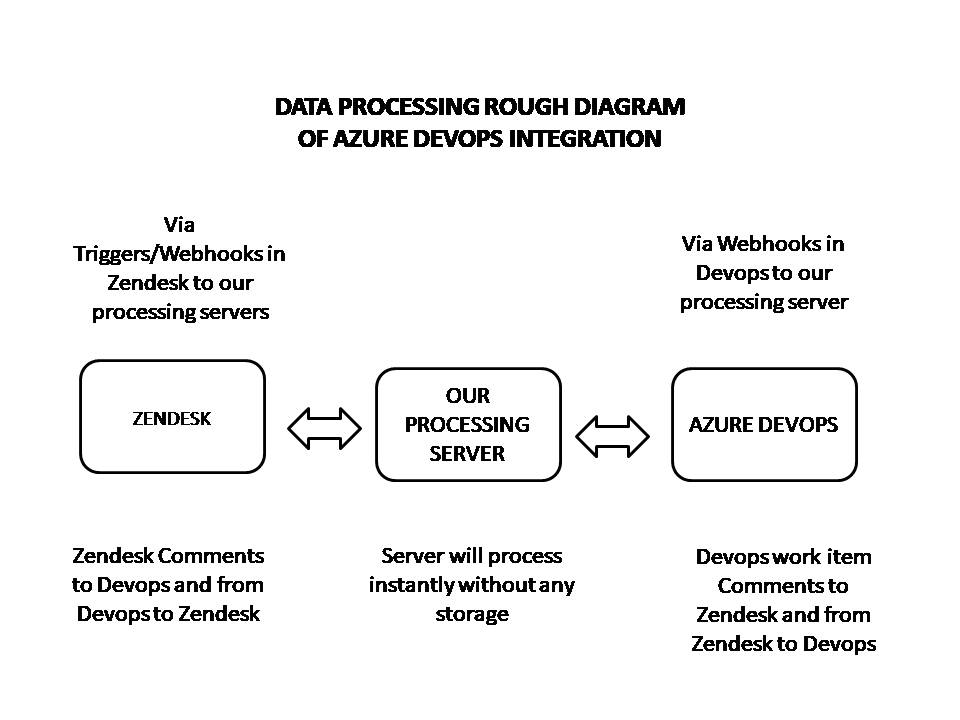 DATA PROCESSING ROUGH DIAGRAM
OF AZURE DEVOPS INTEGRATION
Via
Triggers/Webhooks in
Zendesk to our
processing servers
Via Webhooks in
Devops to our
processing server
ZENDESK
OUR
PROCESSING
SERVER
AZURE DEVOPS
Zendesk Comments
to Devops and from
Devops to Zendesk
Server will process
instantly without any
storage
Devops work item
Comments to
Zendesk and from
Zendesk to Devops